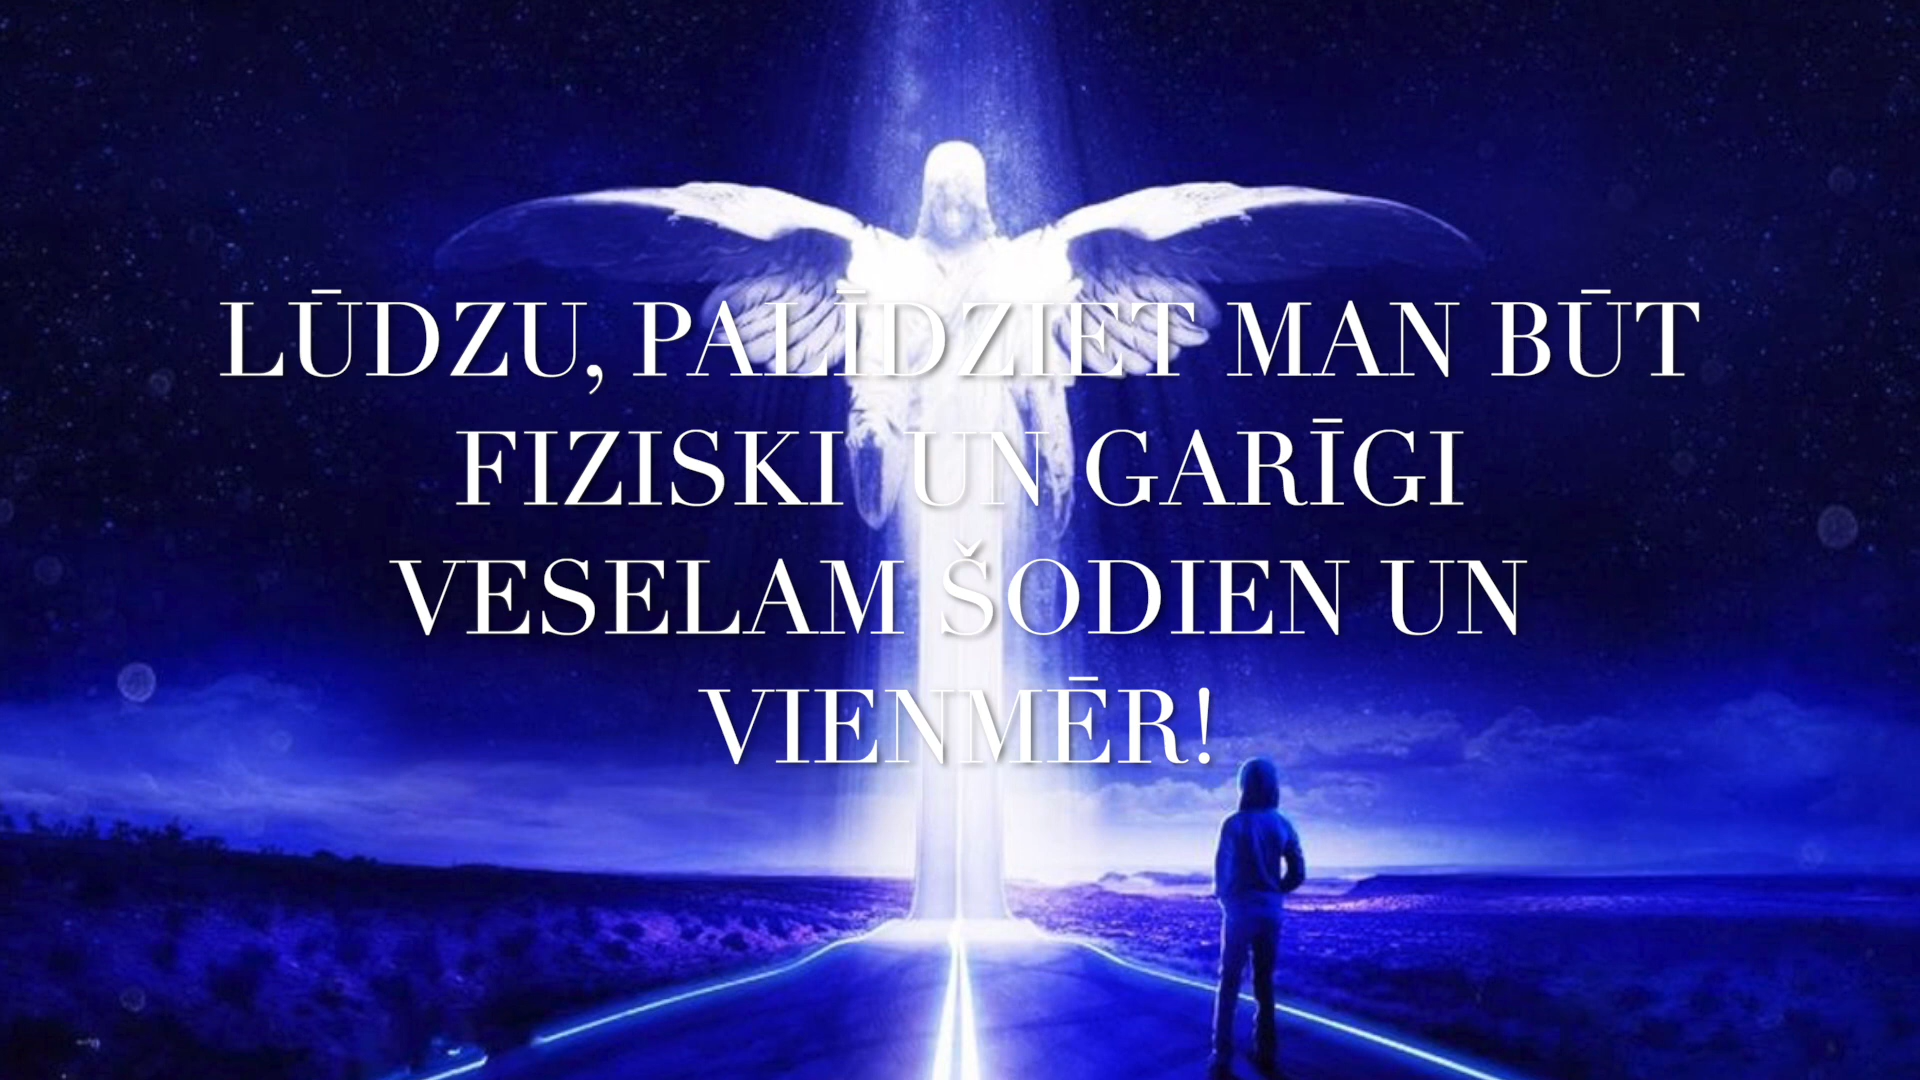 LŪDZU, PALĪDZIET MAN BŪT
FIZISKI UN GARĪGI
VESELAM ŠODIEN UN
VIENMĒR!